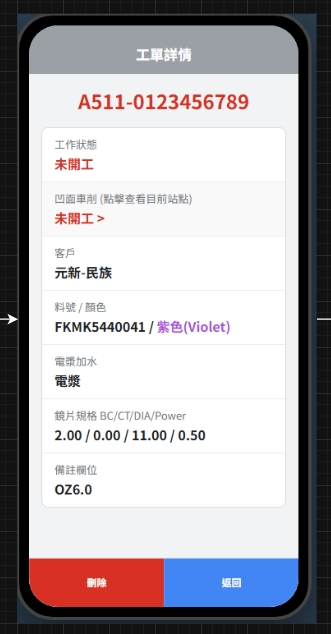 工單詳情
A511-0123456789
工作狀態
未開工
凹面車削 (點擊查看目前站點)
未開工 >
客戶
元新-民族
料號 / 顏色
FKMK5440041 / 紫色(Violet)
電漿加水
電漿
鏡片規格 BC/CT/DIA/Power
2.00 / 0.00 / 11.00 / 0.50
備註欄位
OZ6.0
刪除
返回